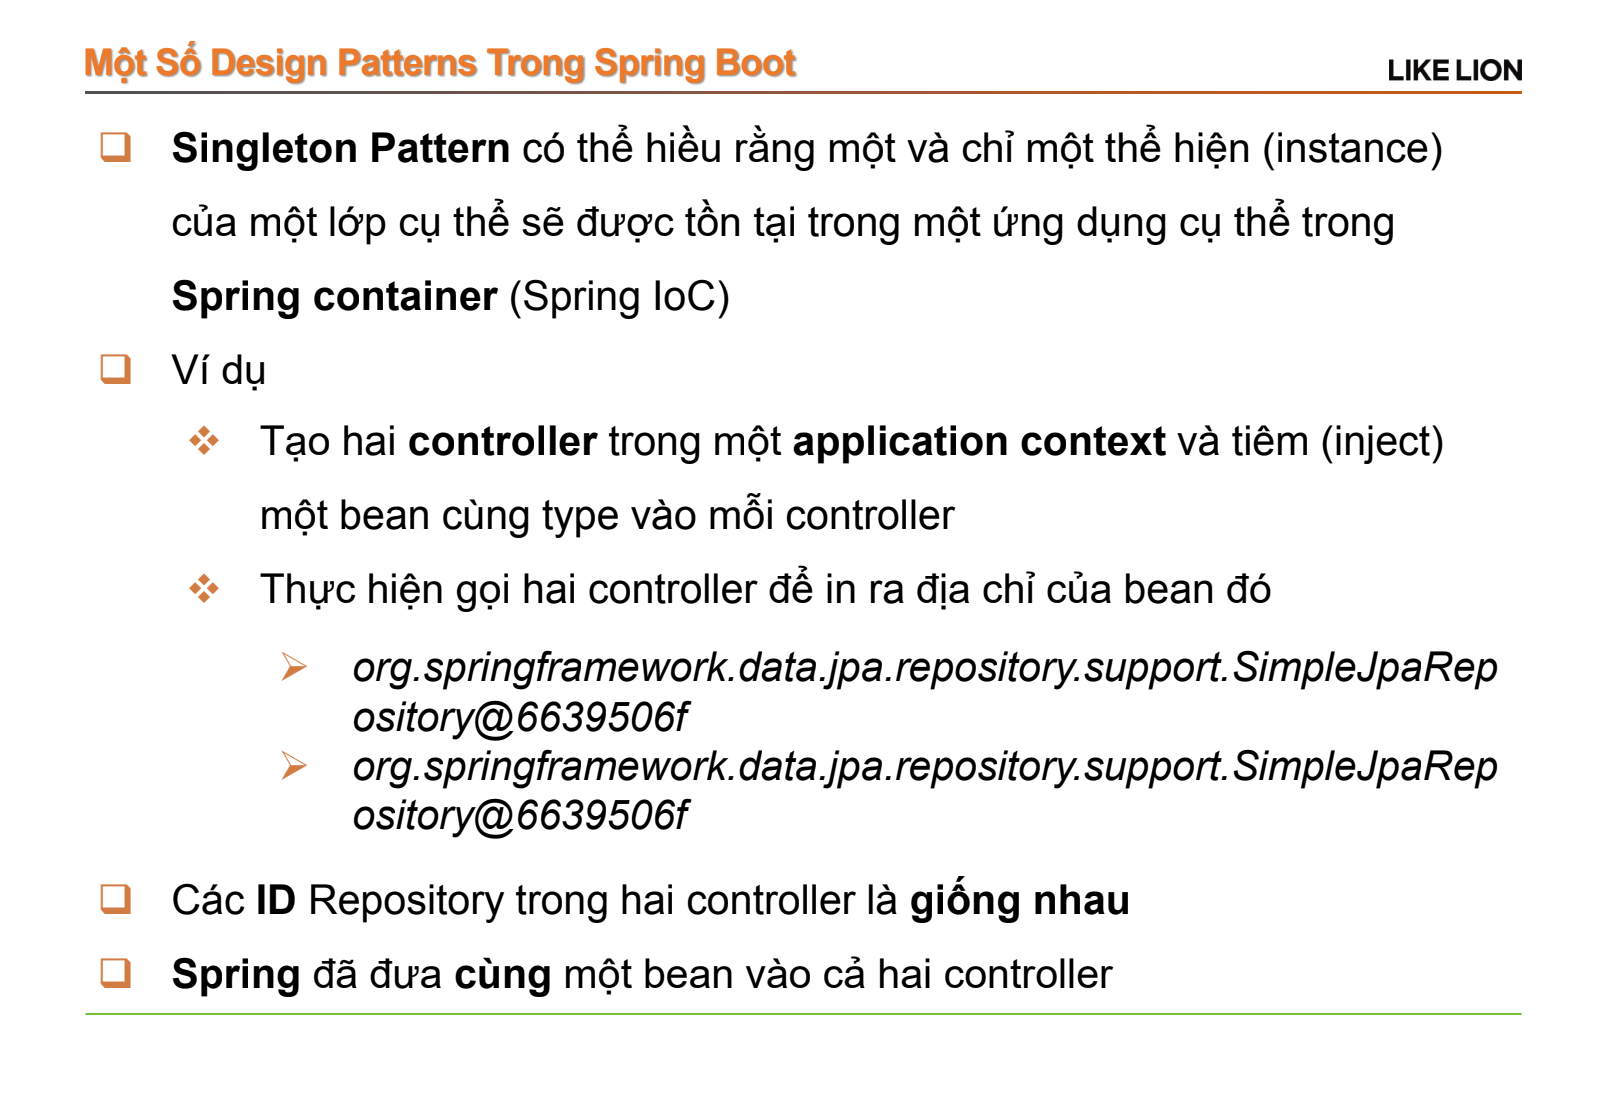 Một Số Design Patterns Trong Spring Boot
LIKE LION
Singleton Pattern có thể hiều rằng một và chỉ một thể hiện (instance)
của một lớp cụ thể sẽ được tồn tại trong một ứng dụng cụ thể trong
Spring container (Spring IoC)
Ví dụ
Tạo hai controller trong một application context và tiêm (inject)
một bean cùng type vào mỗi controller
Thực hiện gọi hai controller để in ra địa chỉ của bean đó
org.springframework.data.jpa.repository.support.SimpleJpaRep
ository@6639506f
org.springframework.data.jpa.repository.support.SimpleJpaRep
ository@6639506f
Các ID Repository trong hai controller là giống nhau
Spring đã đưa cùng một bean vào cả hai controller